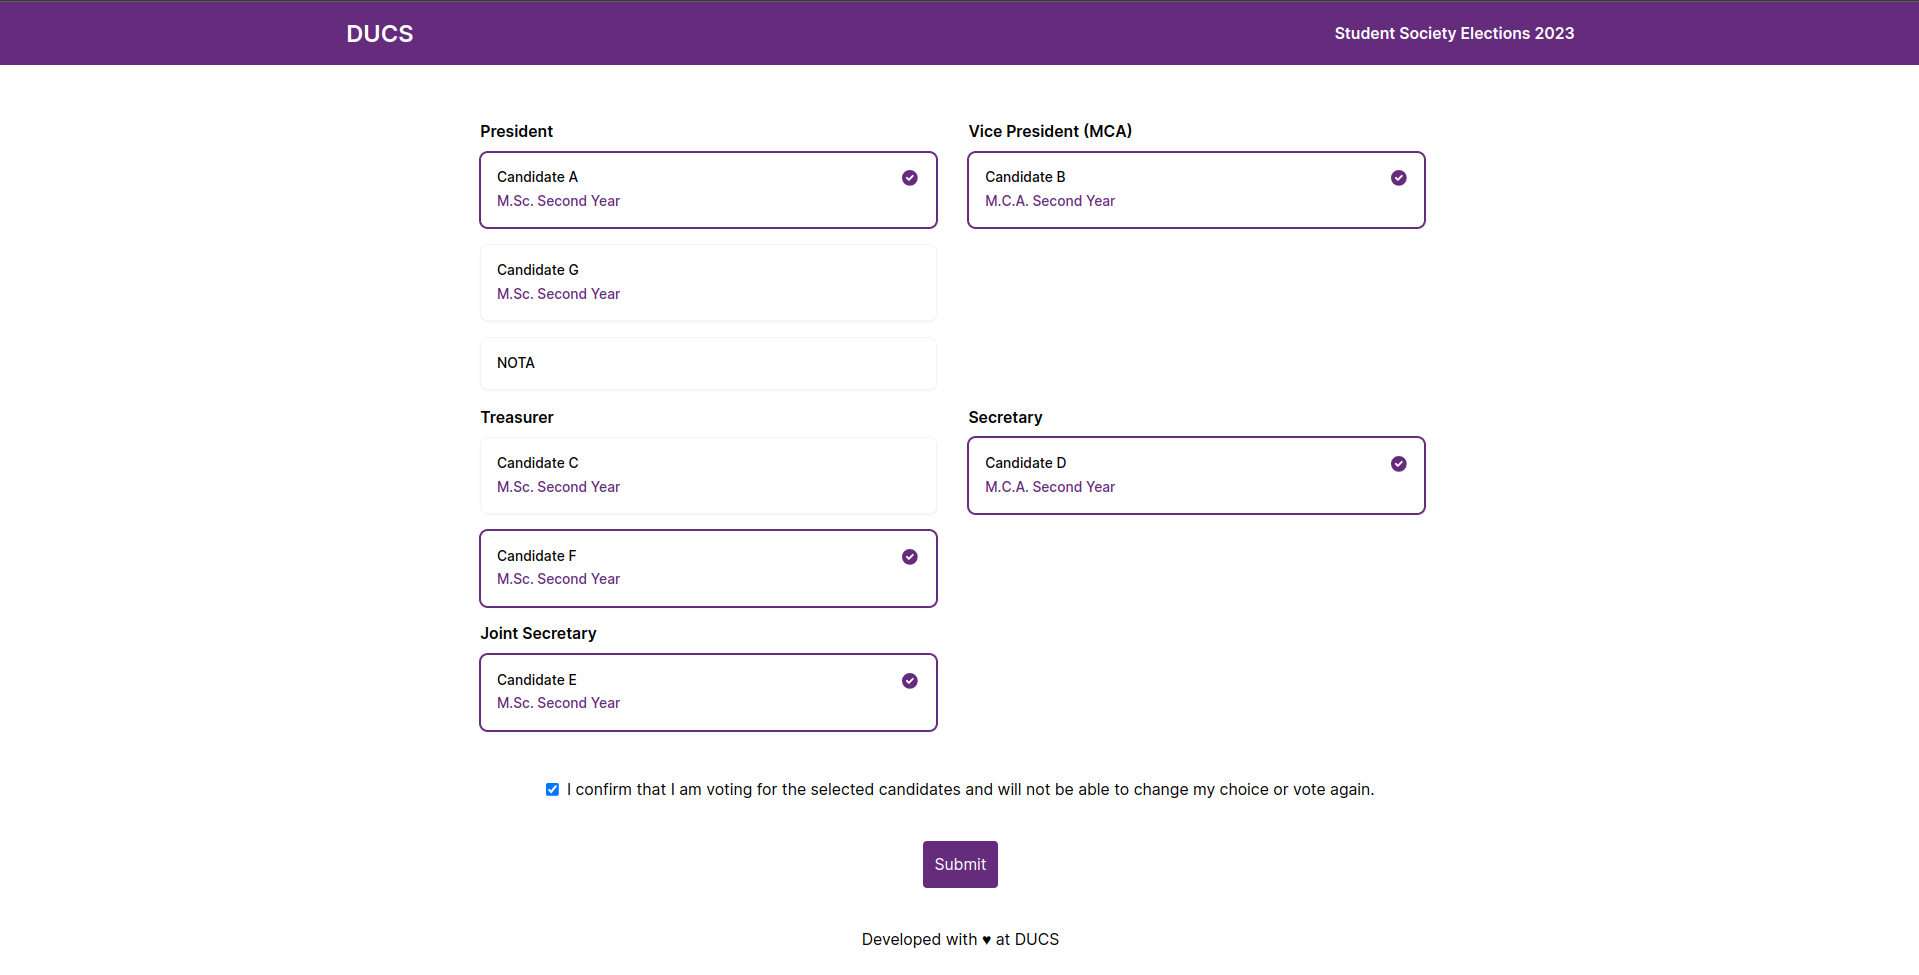 DUCS
Student Society Elections 2023
President
Candidate A
M.Sc. Second Year
Candidate G
M.Sc. Second Year
NOTA
Vice President (MCA)
Candidate B
M.C.A. Second Year
Treasurer
Candidate C
M.Sc. Second Year
Candidate F
M.Sc. Second Year
Secretary
Candidate D
M.C.A. Second Year
Joint Secretary
Candidate E
M.Sc. Second Year
I confirm that I am voting for the selected candidates and will not be able to change my choice or vote again.
Submit
Developed with ♥ at DUCS